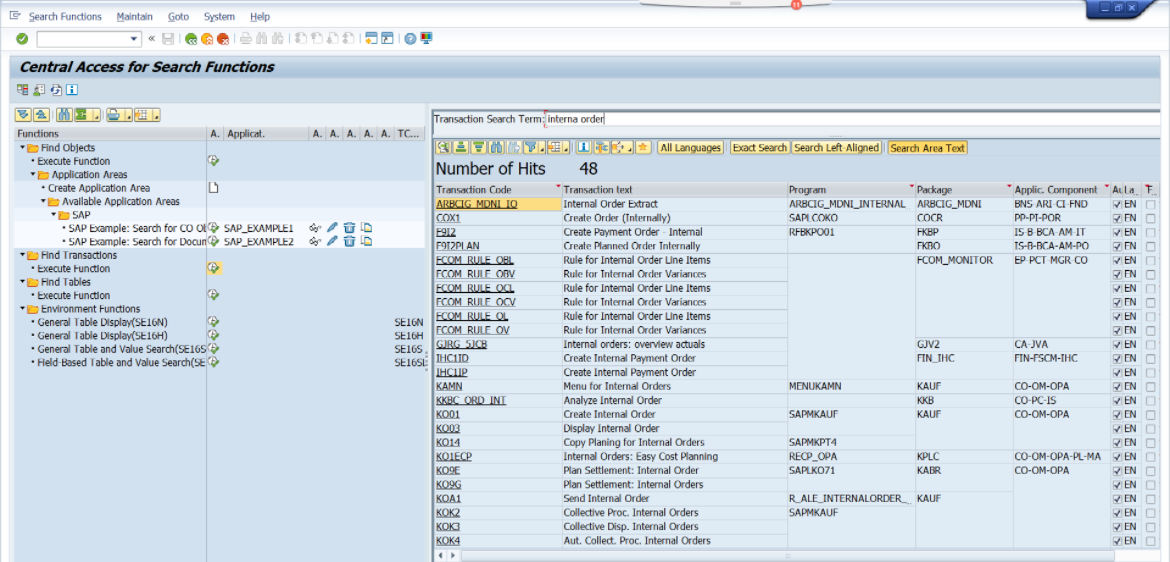 Search Functions Maintain Goto System Help
Central Access for Search Functions
Functions A. Applicat. A. A. A. A. A. TC...
Find Objects
Execute Function
Application Areas
Create Application Area
Available Application Areas
SAP
SAP Example: Search for CO Ol SAP_EXAMPLE1
SAP Example: Search for Docun SAP_EXAMPLE2
Find Transactions
Execute Function
Find Tables
Execute Function
Environment Functions
General Table Display(SE16N) SE16N
General Table Display(SE16H) SE16H
General Table and Value Search(SE16S SE16S
Field-Based Table and Value Search(SE SE16SL
Transaction Search Term: interna order
All Languages Exact Search Search Left-Aligned Search Area Text
Number of Hits 48
Transaction Code Transaction text Program Package Applic. Component Au La.. F..
ARBCIG_MDNI_IO Internal Order Extract ARBCIG_MDNI_INTERNAL ARBCIG_MDNI BNS-ARI-CI-FND EN
COX1 Create Order (Internally) SAPLCOKO COCR PP-PI-POR EN
F9I2 Create Payment Order - Internal RFBKPO01 FKBP IS-B-BCA-AM-IT EN
F9I2PLAN Create Planned Order Internally FKBO IS-B-BCA-AM-PO EN
FCOM_RULE_OBL Rule for Internal Order Line Items FCOM_MONITOR EP-PCT-MGR-CO EN
FCOM_RULE_OBV Rule for Internal Order Variances EN
FCOM_RULE_OCL Rule for Internal Order Line Items EN
FCOM_RULE_OCV Rule for Internal Order Variances EN
FCOM_RULE_OL Rule for Internal Order Line Items EN
FCOM_RULE_OV Rule for Internal Order Variances EN
GJRG_5JCB Internal orders: overview actuals GJV2 CA-JVA EN
IHC1ID Create Internal Payment Order FIN_IHC FIN-FSCM-IHC EN
IHC1IP Create Internal Payment Order EN
KAMN Menu for Internal Orders MENUKAMN KAUF CO-OM-OPA EN
KKBC_ORD_INT Analyze Internal Order KKB CO-PC-IS EN
KO01 Create Internal Order SAPMKAUF KAUF CO-OM-OPA EN
KO03 Display Internal Order EN
KO14 Copy Planing for Internal Orders SAPMKPT4 EN
KO1ECP Internal Orders: Easy Cost Planning RECP_OPA KPLC CO-OM-OPA-PL-MA EN
KO9E Plan Settlement: Internal Order SAPLKO71 KABR CO-OM-OPA EN
KO9G Plan Settlement: Internal Orders EN
KOA1 Send Internal Order R_ALE_INTERNALORDER_.. KAUF EN
KOK2 Collective Proc. Internal Orders SAPMKAUF EN
KOK3 Collective Disp. Internal Orders EN
KOK4 Aut. Collect. Proc. Internal Orders EN